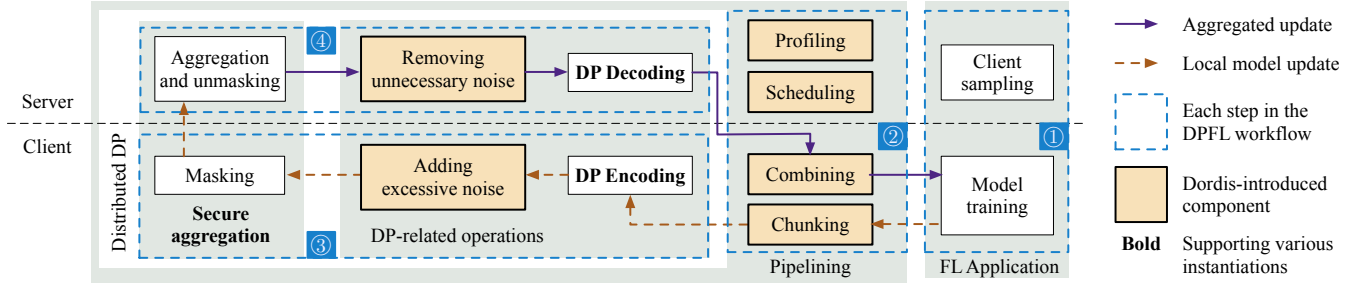 Server
Client
Distributed DP
④
Aggregation
and unmasking
Removing
unnecessary noise
DP Decoding
Masking
Adding
excessive noise
DP Encoding
Secure
aggregation
③
DP-related operations
Profiling
Scheduling
②
Combining
Chunking
Pipelining
Client
sampling
①
Model
training
FL Application
Aggregated update
Local model update
Each step in the
DPFL workflow
Dordis-introduced
component
Bold Supporting various
instantiations